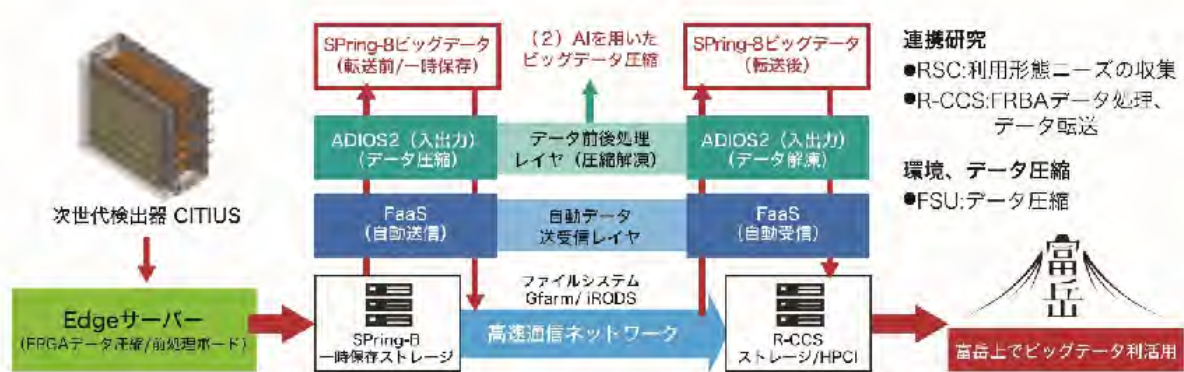 次世代検出器 CITIUS
Edgeサーバー
(FPGAデータ圧縮/前処理ボード)
SPring-8ビッグデータ
(転送前/一時保存)
(2) AIを用いた
ビッグデータ圧縮
SPring-8ビッグデータ
(転送後)
ADIOS2(入出力)
(データ圧縮)
データ前後処理
レイヤ(圧縮解凍)
ADIOS2(入出力)
(データ解凍)
FaaS
(自動送信)
自動データ
送受信レイヤ
FaaS
(自動受信)
SPring-8
一時保存ストレージ
ファイルシステム
Gfarm/ iRODS
高速通信ネットワーク
R-CCS
ストレージ/HPCI
連携研究
●RSC:利用形態ニーズの収集
●R-CCS:FRBAデータ処理、
データ転送
環境、データ圧縮
●FSU:データ圧縮
富岳
富岳上でビッグデータ利活用